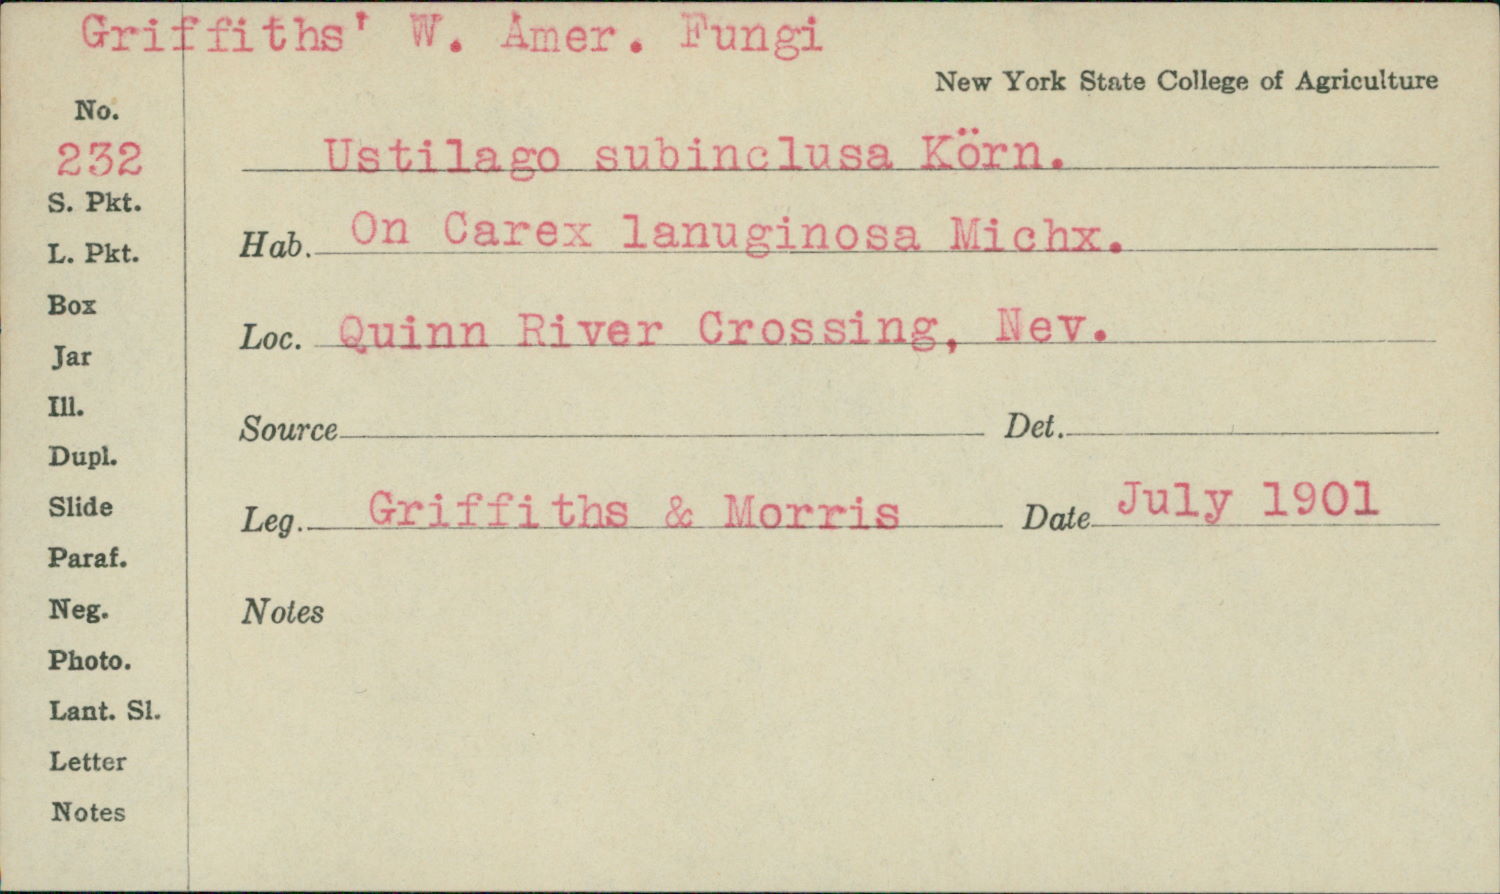 Griffiths' W. Amer. Fungi
New York State College of Agriculture
No.
232
Ustilago subinclusa Körn.
S. Pkt.
Hab. On Carex lanuginosa Michx.
L. Pkt.
Box
Loc. Quinn River Crossing, Nev.
Jar
Ill.
Source Det.
Dupl.
Slide
Leg. Griffiths & Morris Date July 1901
Paraf.
Neg.
Notes
Photo.
Lant. Sl.
Letter
Notes